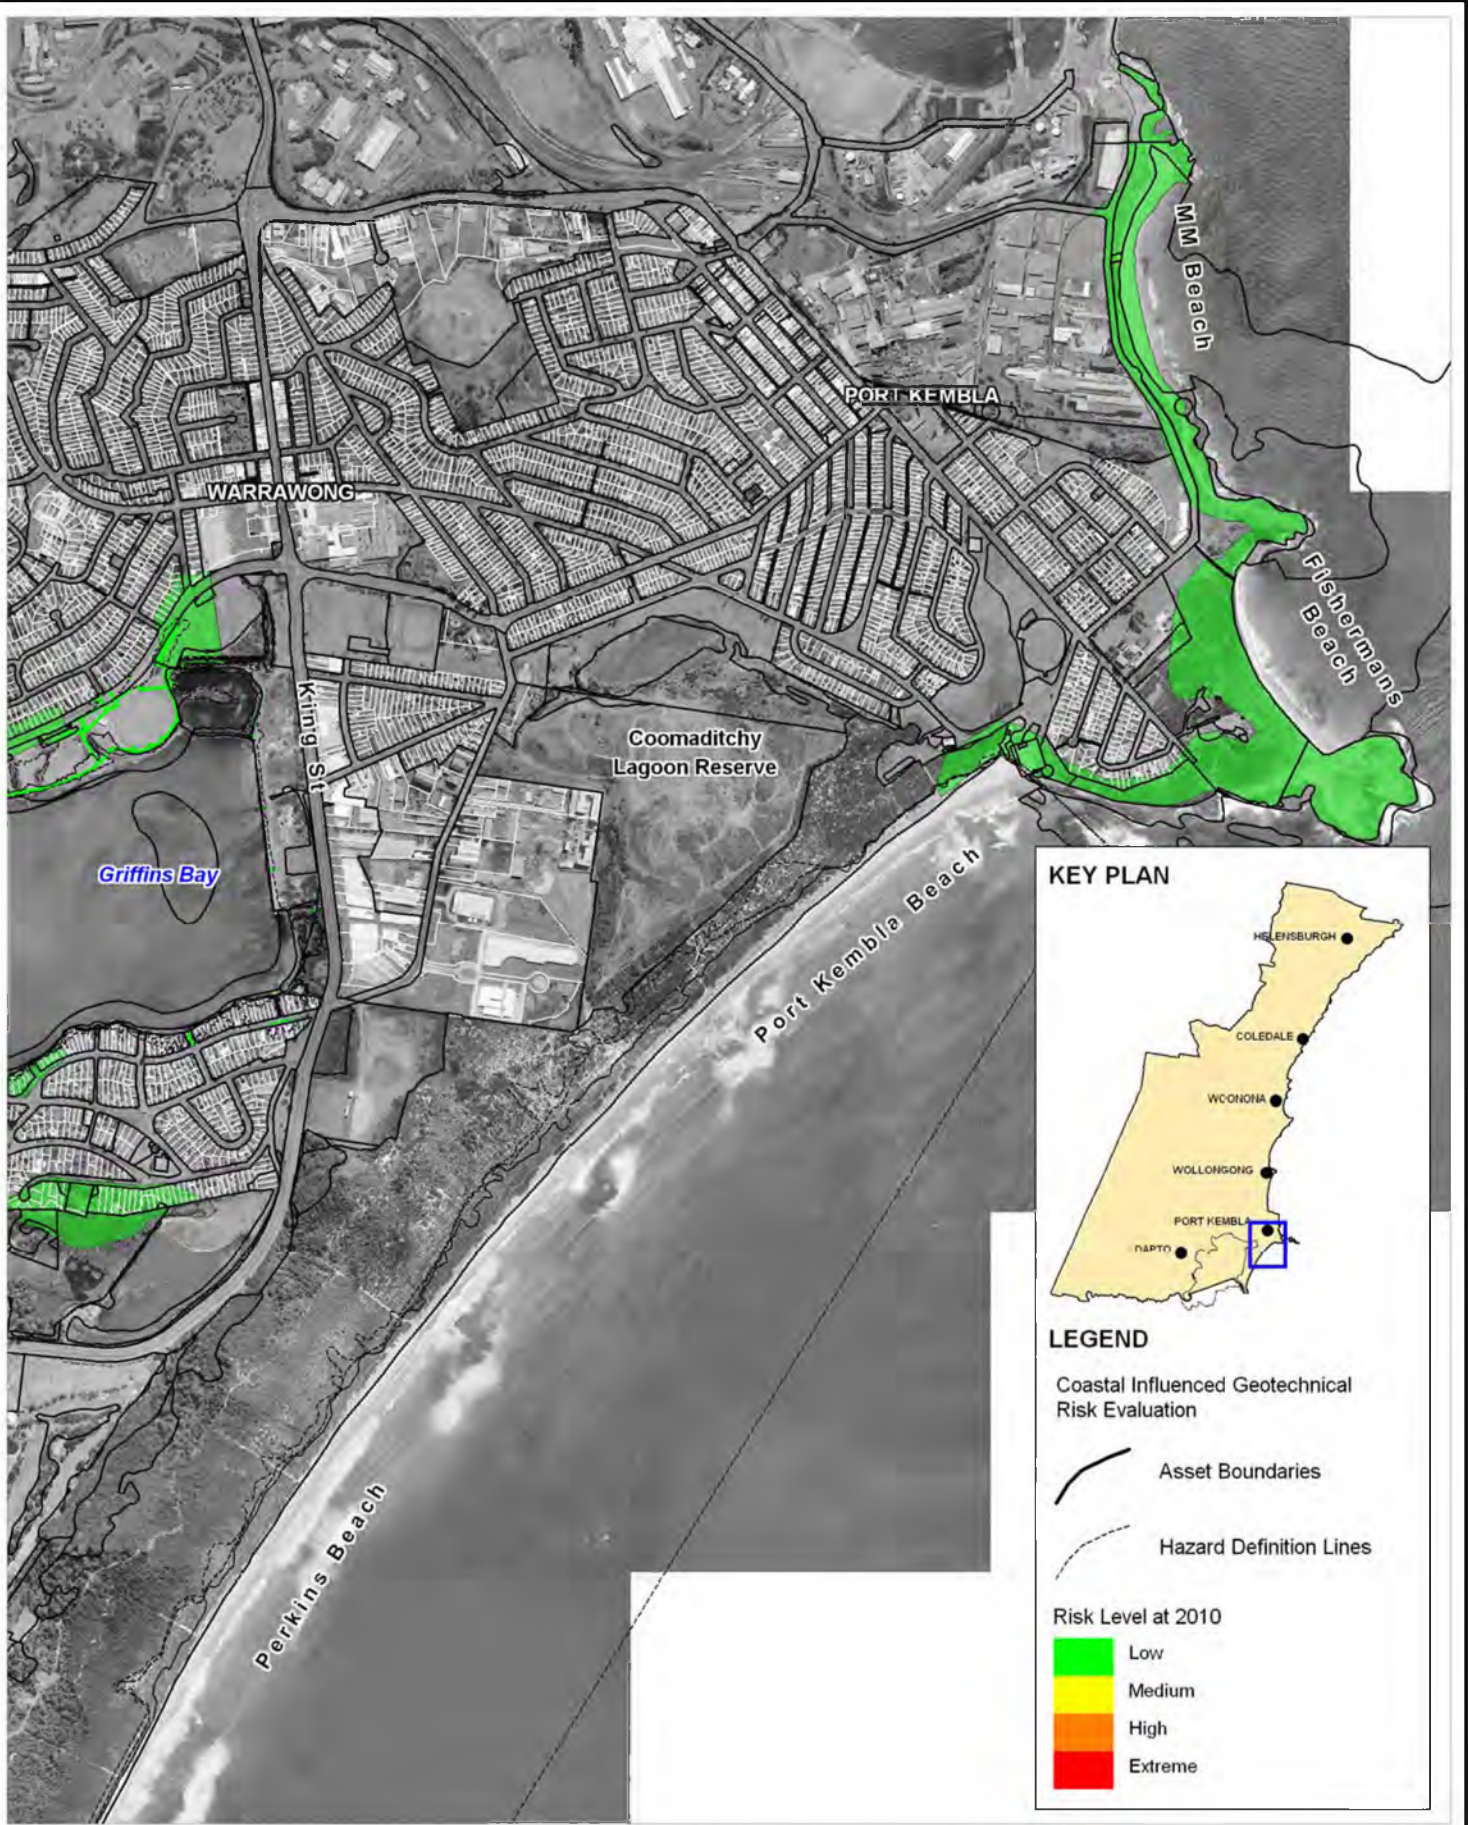 MM Beach
PORT KEMBLA
WARRAWONG
Fishermans
Beach
Kiing St
Coomaditchy
Lagoon Reserve
Griffins Bay
Port Kembla Beach
Perkins Beach
KEY PLAN
HELENSBURGH
COLEDALE
WOONONA
WOLLONGONG
PORT KEMBLA
DAPTO
LEGEND
Coastal Influenced Geotechnical
Risk Evaluation
Asset Boundaries
Hazard Definition Lines
Risk Level at 2010
Low
Medium
High
Extreme